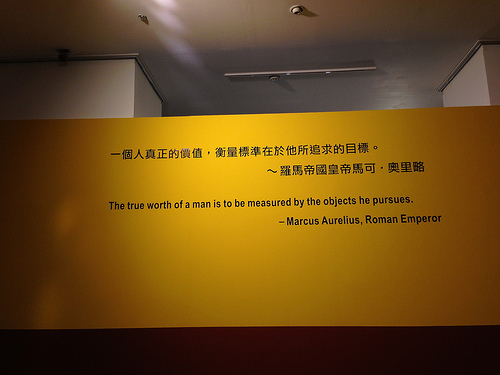 一個人真正的價值，衡量標準在於他所追求的目標。
～羅馬帝國皇帝馬可．奧里略
The true worth of a man is to be measured by the objects he pursues.
– Marcus Aurelius, Roman Emperor